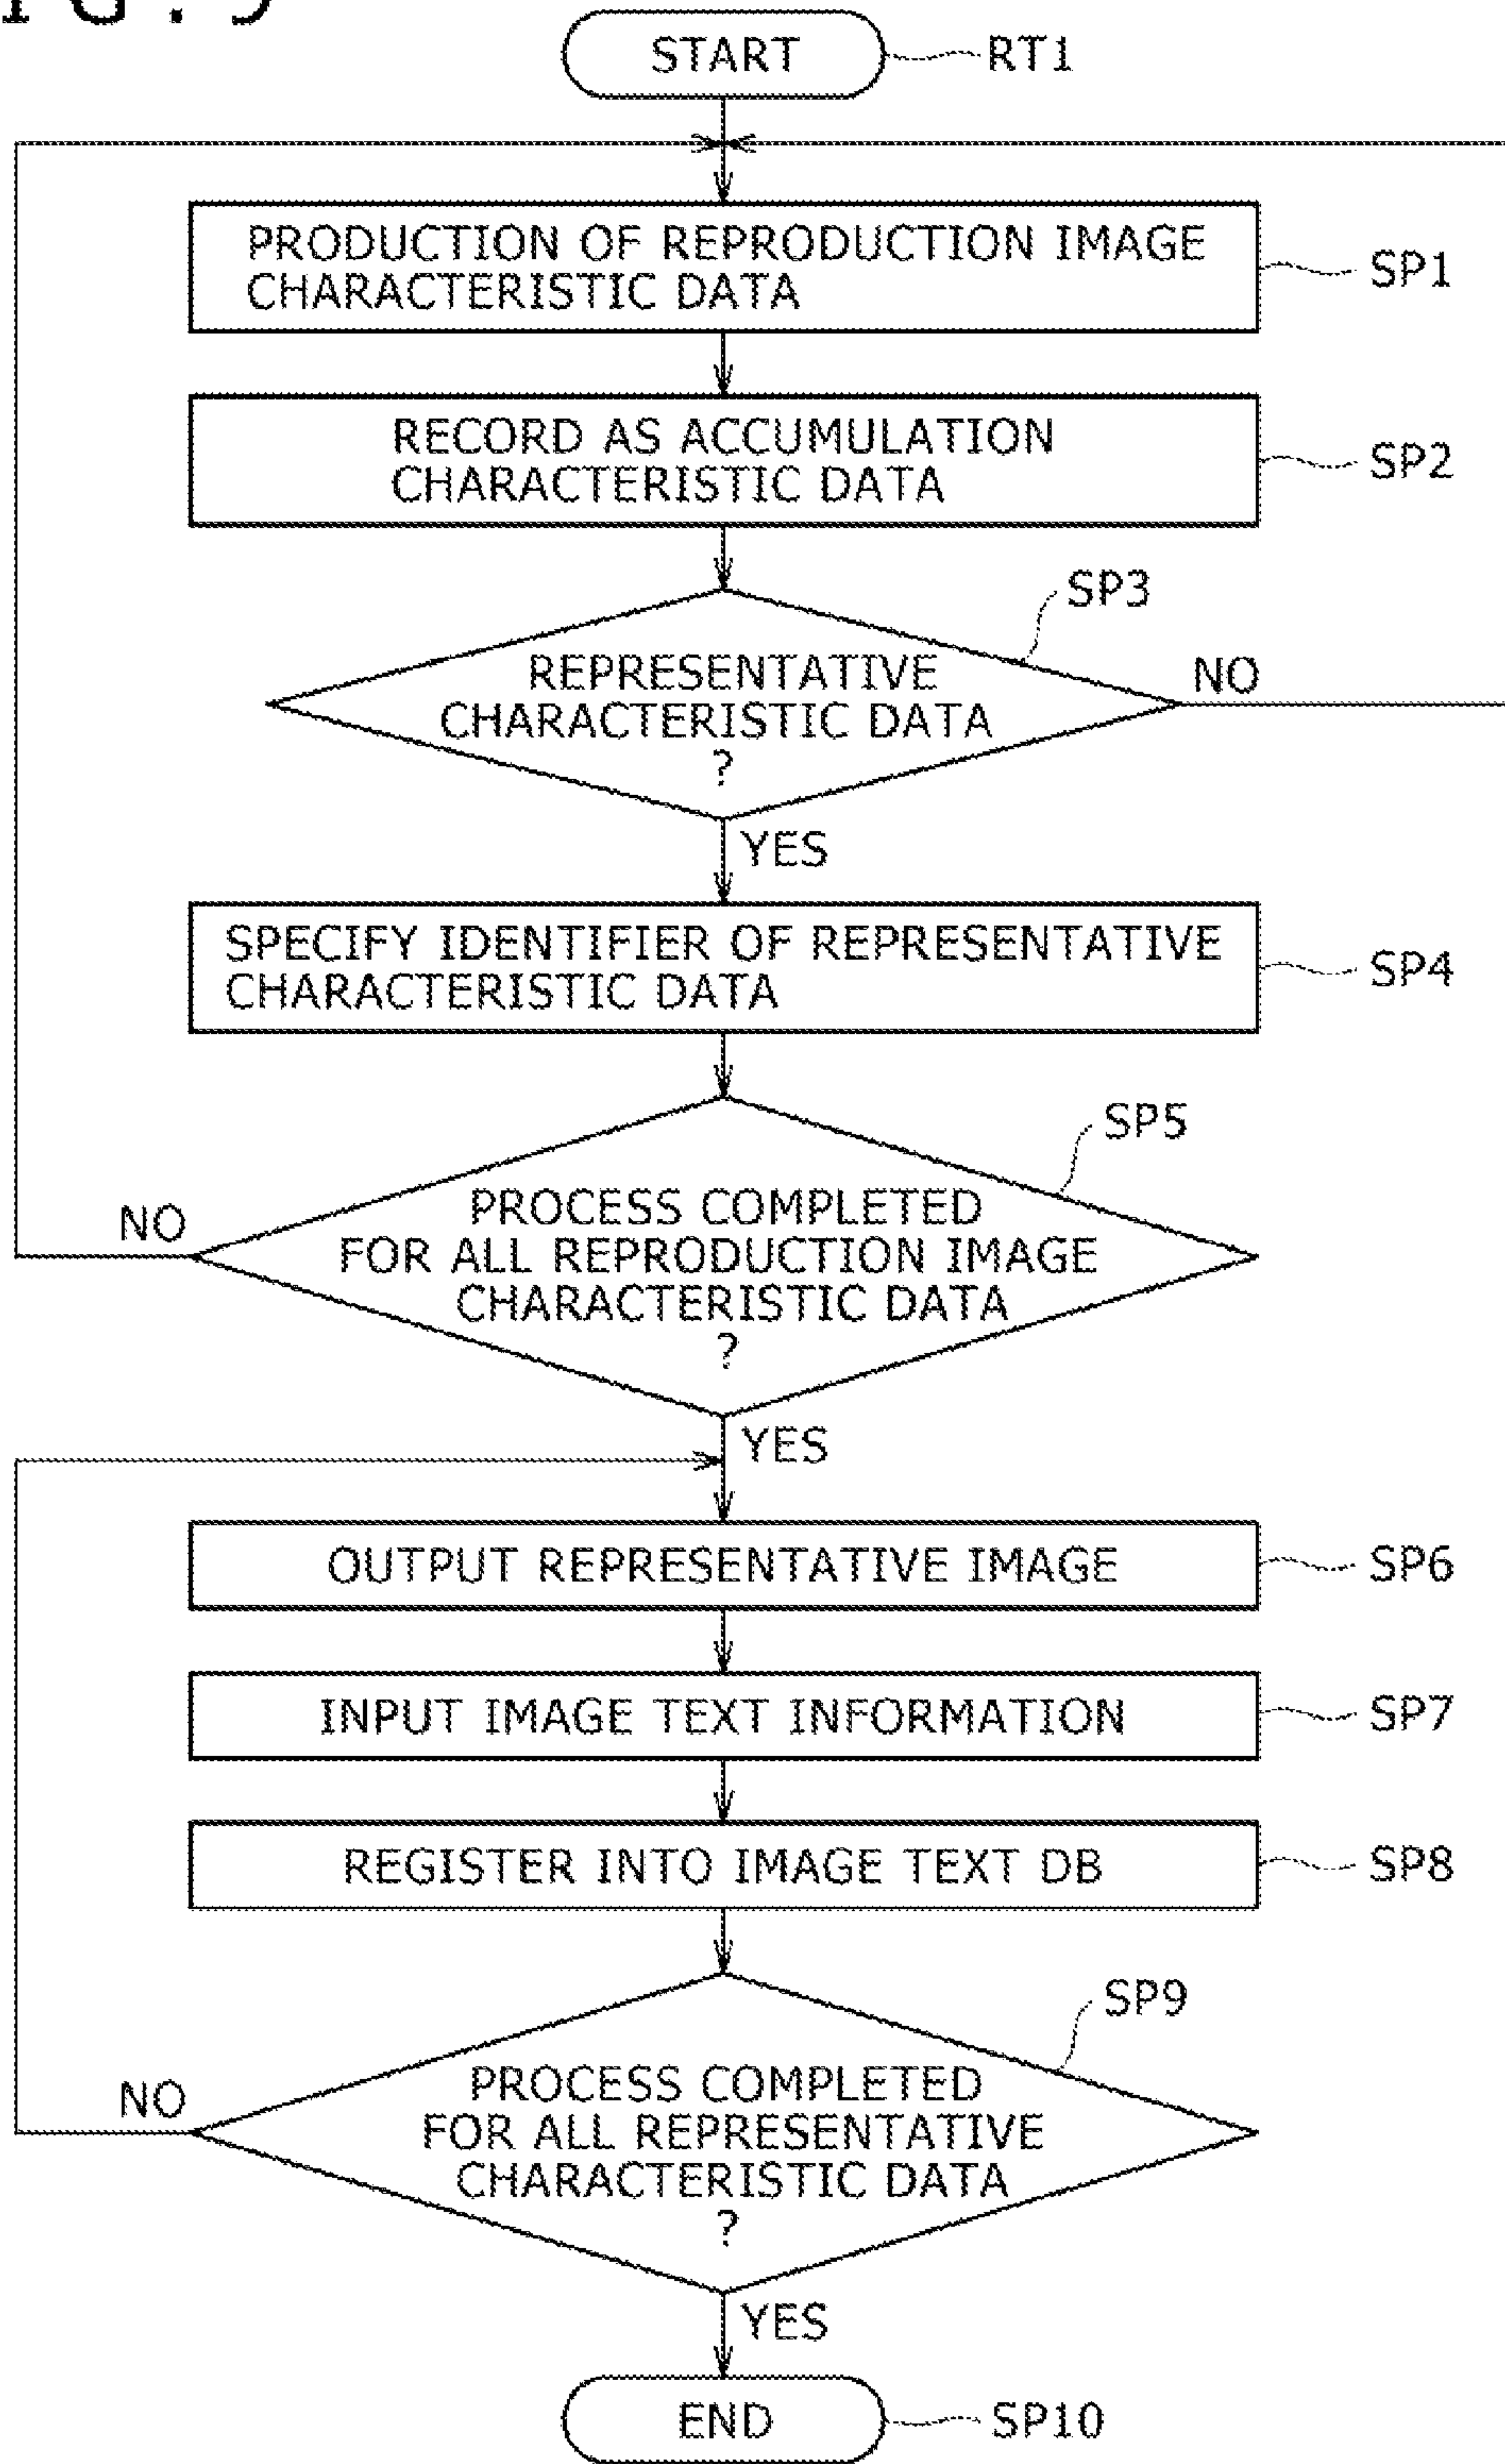 START
RT1
PRODUCTION OF REPRODUCTION IMAGE
CHARACTERISTIC DATA
SP1
RECORD AS ACCUMULATION
CHARACTERISTIC DATA
SP2
SP3
REPRESENTATIVE
CHARACTERISTIC DATA
?
NO
YES
SPECIFY IDENTIFIER OF REPRESENTATIVE
CHARACTERISTIC DATA
SP4
SP5
PROCESS COMPLETED
FOR ALL REPRODUCTION IMAGE
CHARACTERISTIC DATA
?
NO
YES
OUTPUT REPRESENTATIVE IMAGE
SP6
INPUT IMAGE TEXT INFORMATION
SP7
REGISTER INTO IMAGE TEXT DB
SP8
SP9
PROCESS COMPLETED
FOR ALL REPRESENTATIVE
CHARACTERISTIC DATA
?
NO
YES
END
SP10